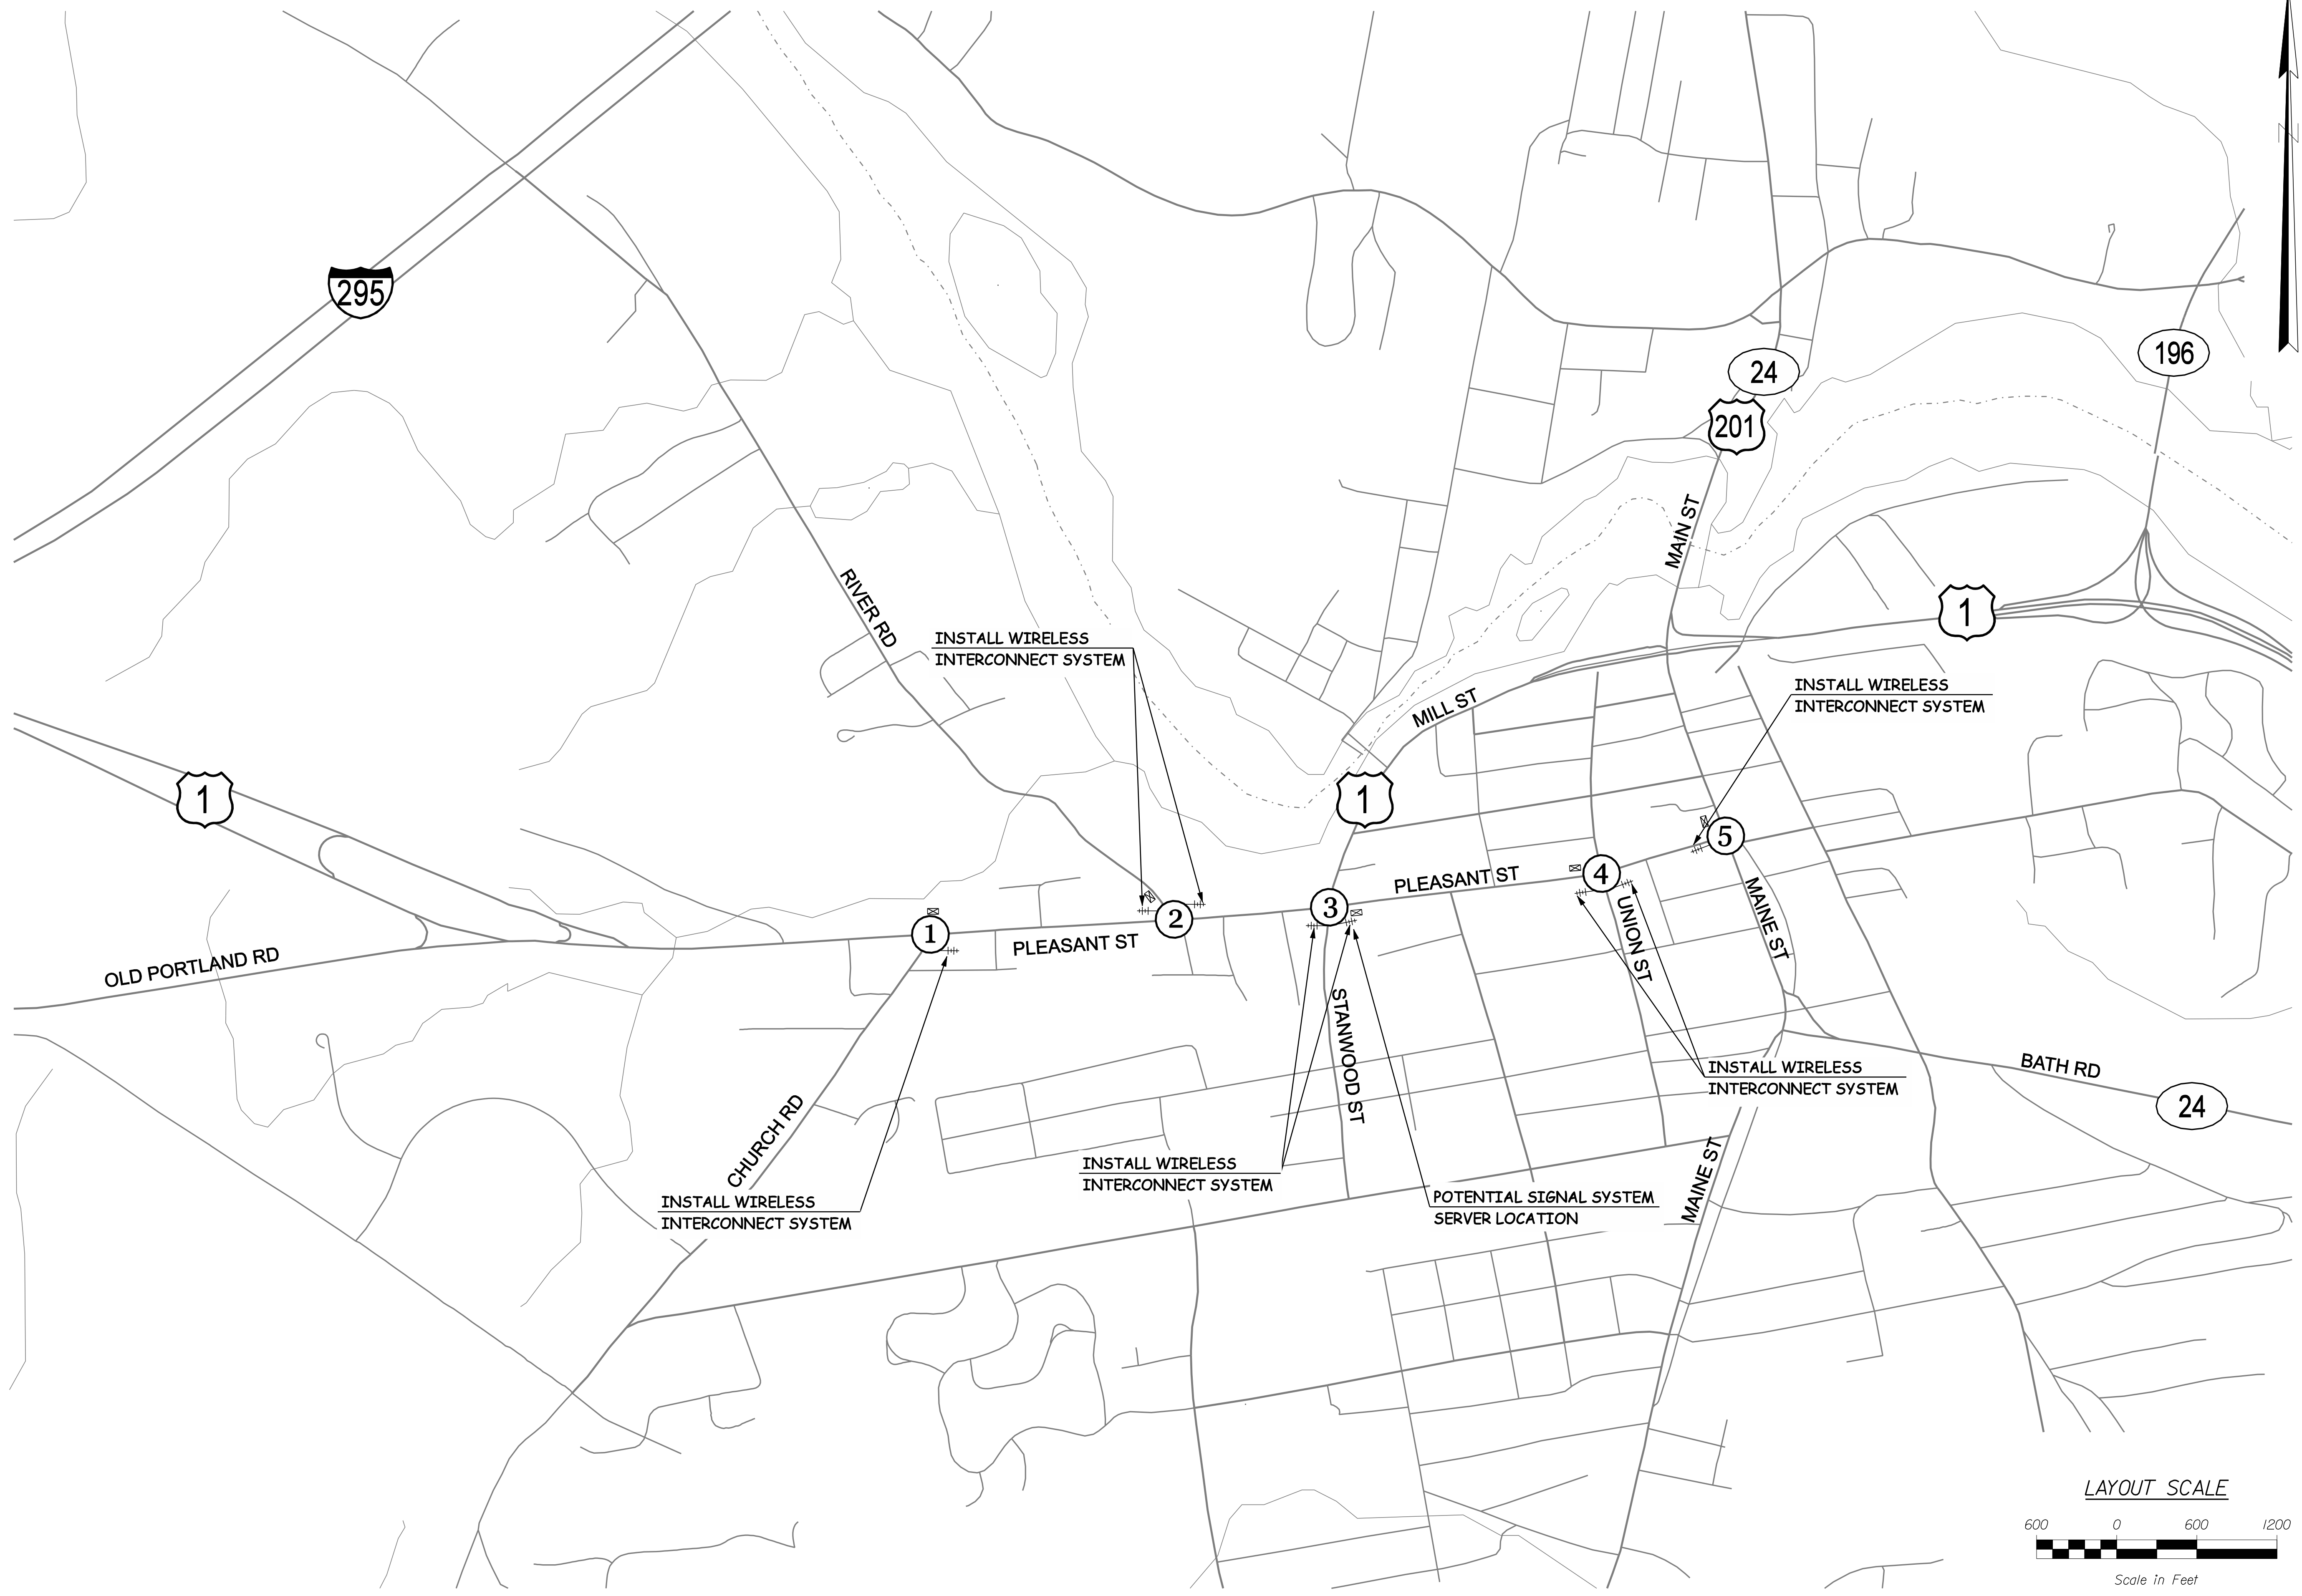 N
295
196
24
201
MAIN ST
1
RIVER RD
INSTALL WIRELESS
INTERCONNECT SYSTEM
INSTALL WIRELESS
INTERCONNECT SYSTEM
MILL ST
1
1
5
4
PLEASANT ST
3
2
1
PLEASANT ST
UNION ST
MAINE ST
OLD PORTLAND RD
STANWOOD ST
BATH RD
24
INSTALL WIRELESS
INTERCONNECT SYSTEM
CHURCH RD
INSTALL WIRELESS
INTERCONNECT SYSTEM
INSTALL WIRELESS
INTERCONNECT SYSTEM
POTENTIAL SIGNAL SYSTEM
SERVER LOCATION
MAINE ST
LAYOUT SCALE
600 0 600 1200
Scale in Feet